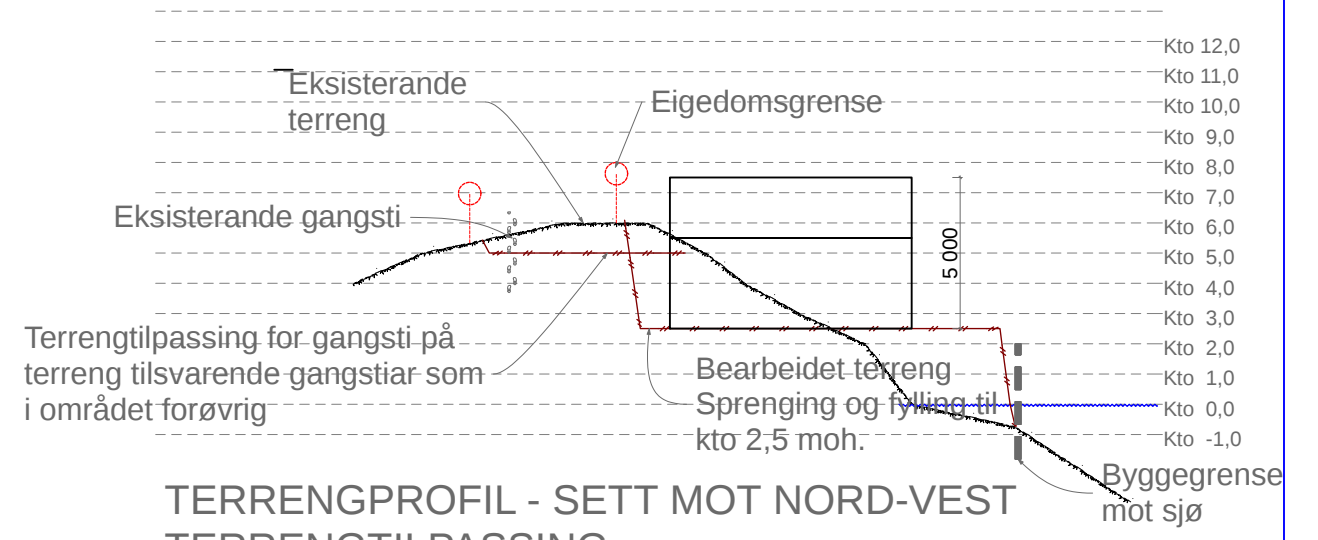 Kto 12,0
Kto 11,0
Kto 10,0
Kto 9,0
Kto 8,0
Kto 7,0
Kto 6,0
Kto 5,0
Kto 4,0
Kto 3,0
Kto 2,0
Kto 1,0
Kto 0,0
Kto -1,0
Eksisterande
terreng
Eigedomsgrense
Eksisterande gangsti
5 000
Terrengtilpassing for gangsti på
terreng tilsvarende gangstiar som
i området forøvrig
Bearbeidet terreng
Sprenging og fylling til
kto 2,5 moh.
Byggegrense
mot sjø
TERRENGPROFIL - SETT MOT NORD-VEST
TERRENGTILPASSING